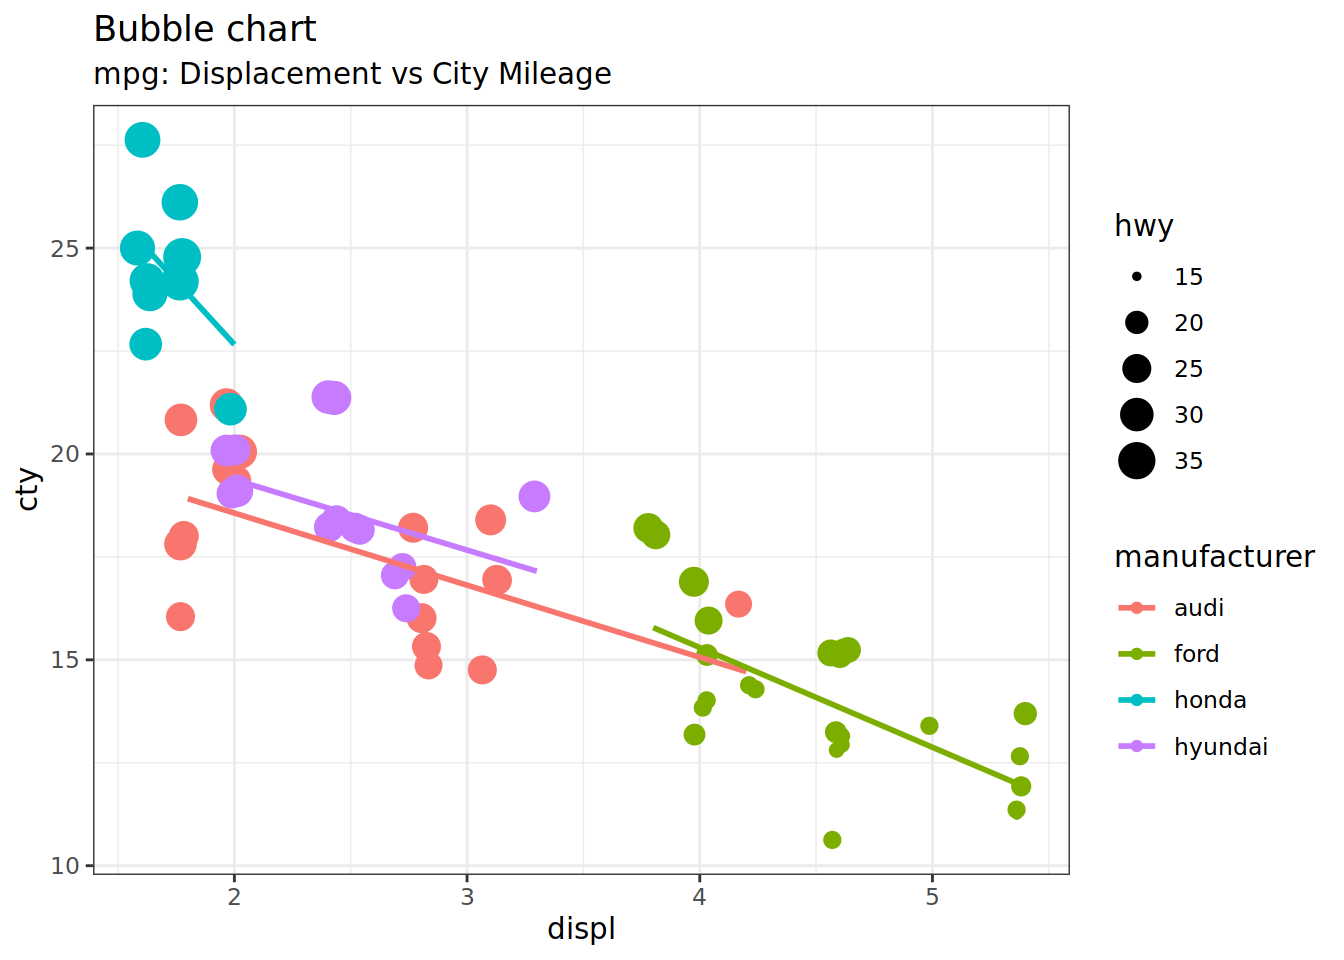 Bubble chart
mpg: Displacement vs City Mileage
25
20
15
10
cty
2
3
4
5
displ
hwy
15
20
25
30
35
manufacturer
audi
ford
honda
hyundai